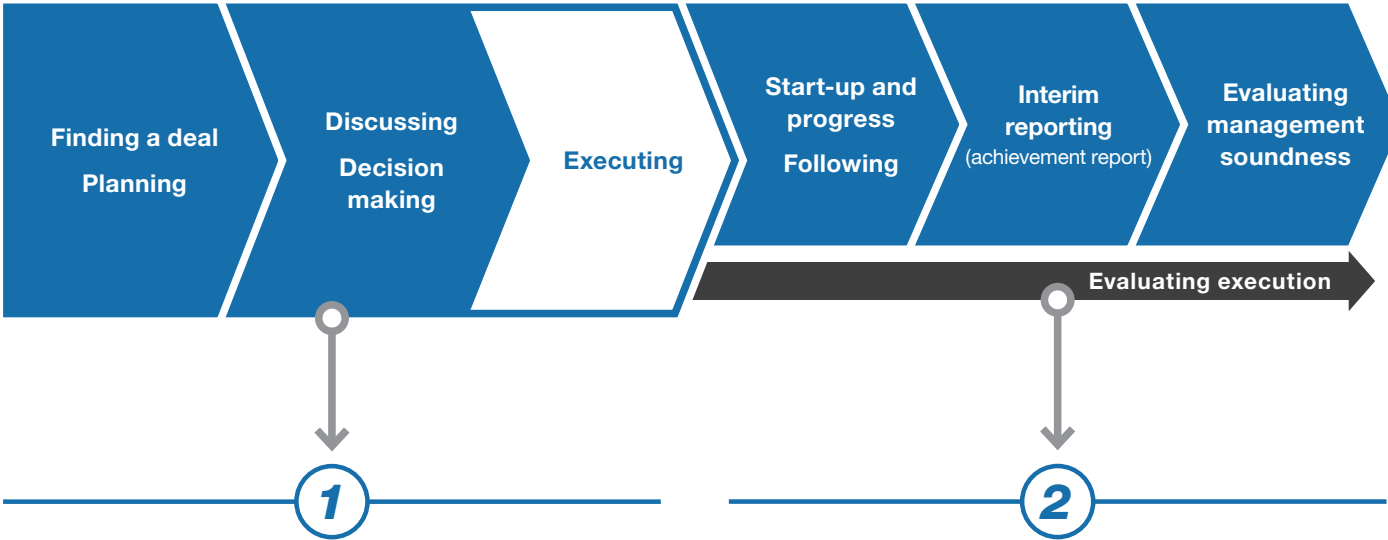 Finding a deal
Planning
Discussing
Decision
making
Executing
Start-up and
progress
Following
Interim
reporting
(achievement report)
Evaluating
management
soundness
Evaluating execution
1
2